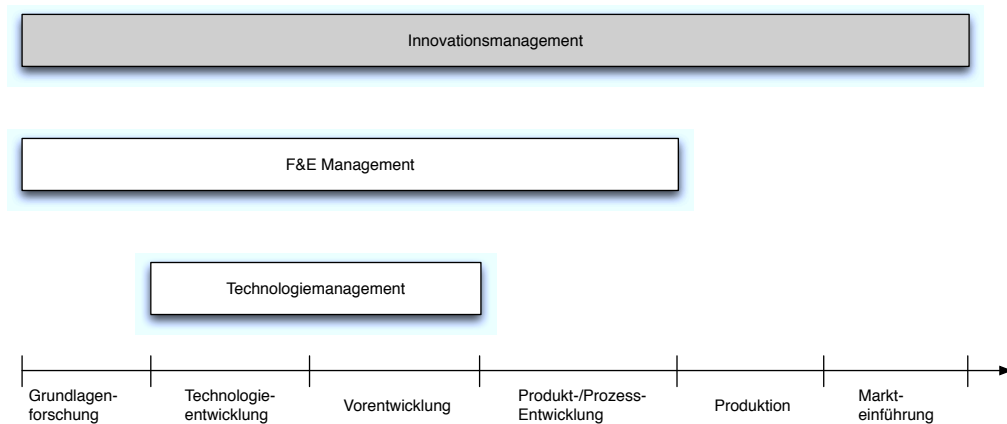 Innovationsmanagement
F&E Management
Technologiemanagement
Grundlagen-
forschung
Technologie-
entwicklung
Vorentwicklung
Produkt-/Prozess-
Entwicklung
Produktion
Markt-
einführung